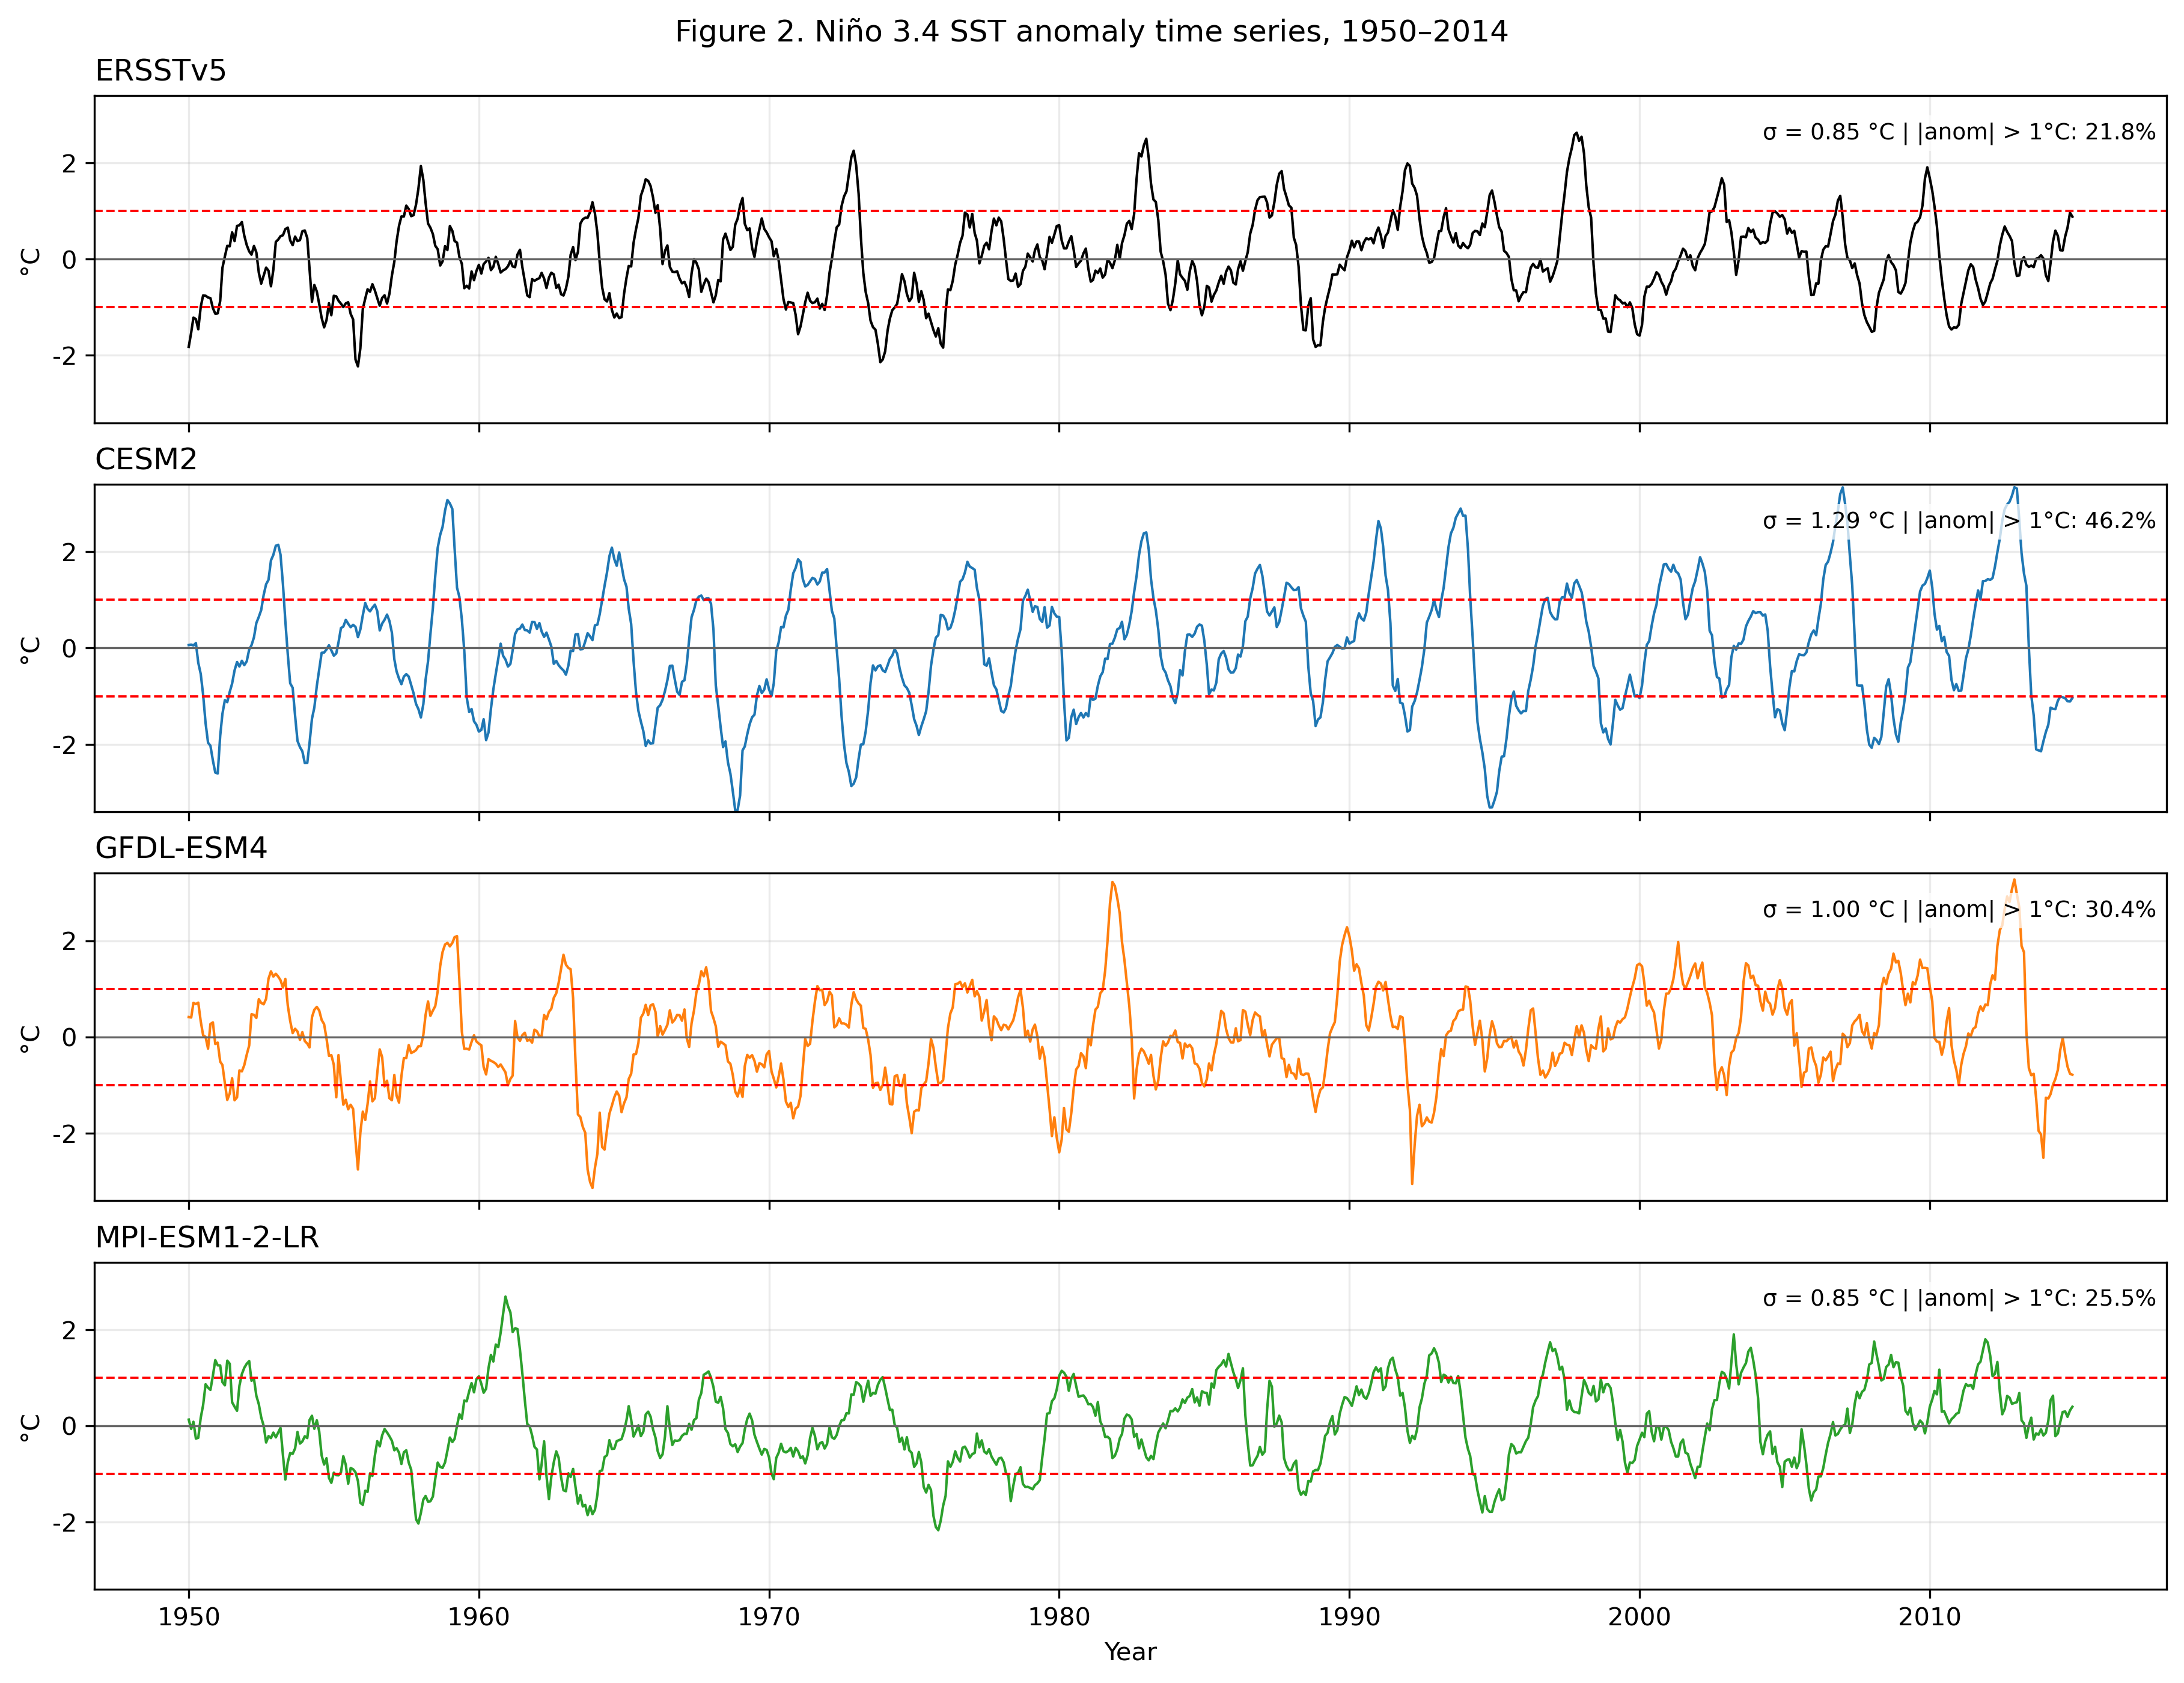 Figure 2. Niño 3.4 SST anomaly time series, 1950–2014
ERSSTv5
σ = 0.85 °C | |anom| > 1°C: 21.8%
2
0
-2
°C
CESM2
σ = 1.29 °C | |anom| > 1°C: 46.2%
2
0
-2
°C
GFDL-ESM4
σ = 1.00 °C | |anom| > 1°C: 30.4%
2
0
-2
°C
MPI-ESM1-2-LR
σ = 0.85 °C | |anom| > 1°C: 25.5%
2
0
-2
°C
1950 1960 1970 1980 1990 2000 2010
Year